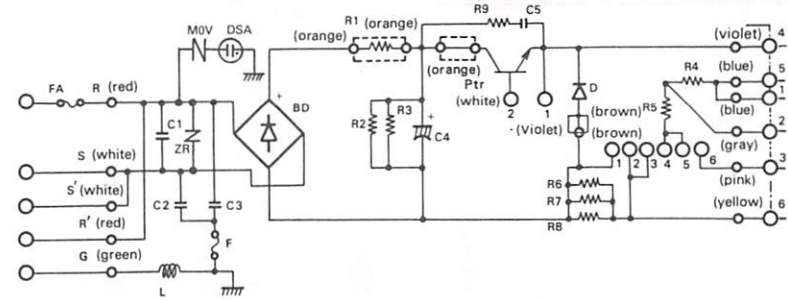 R9 C5
MOV DSA
R1 (orange)
(orange)
(violet) 4
FA R (red)
+ BD
(orange)
Ptr
(white)
2 1
- (Violet)
D
(brown)
(brown)
(blue) 5
R4
1
(blue)
R5
2
(gray)
C1
ZR
R2 R3
+
C4
1 2 3 4 5 6
3
(pink)
S (white)
S' (white)
C2 C3
R6
R7
R8
(yellow) 6
R' (red)
F
G (green)
L